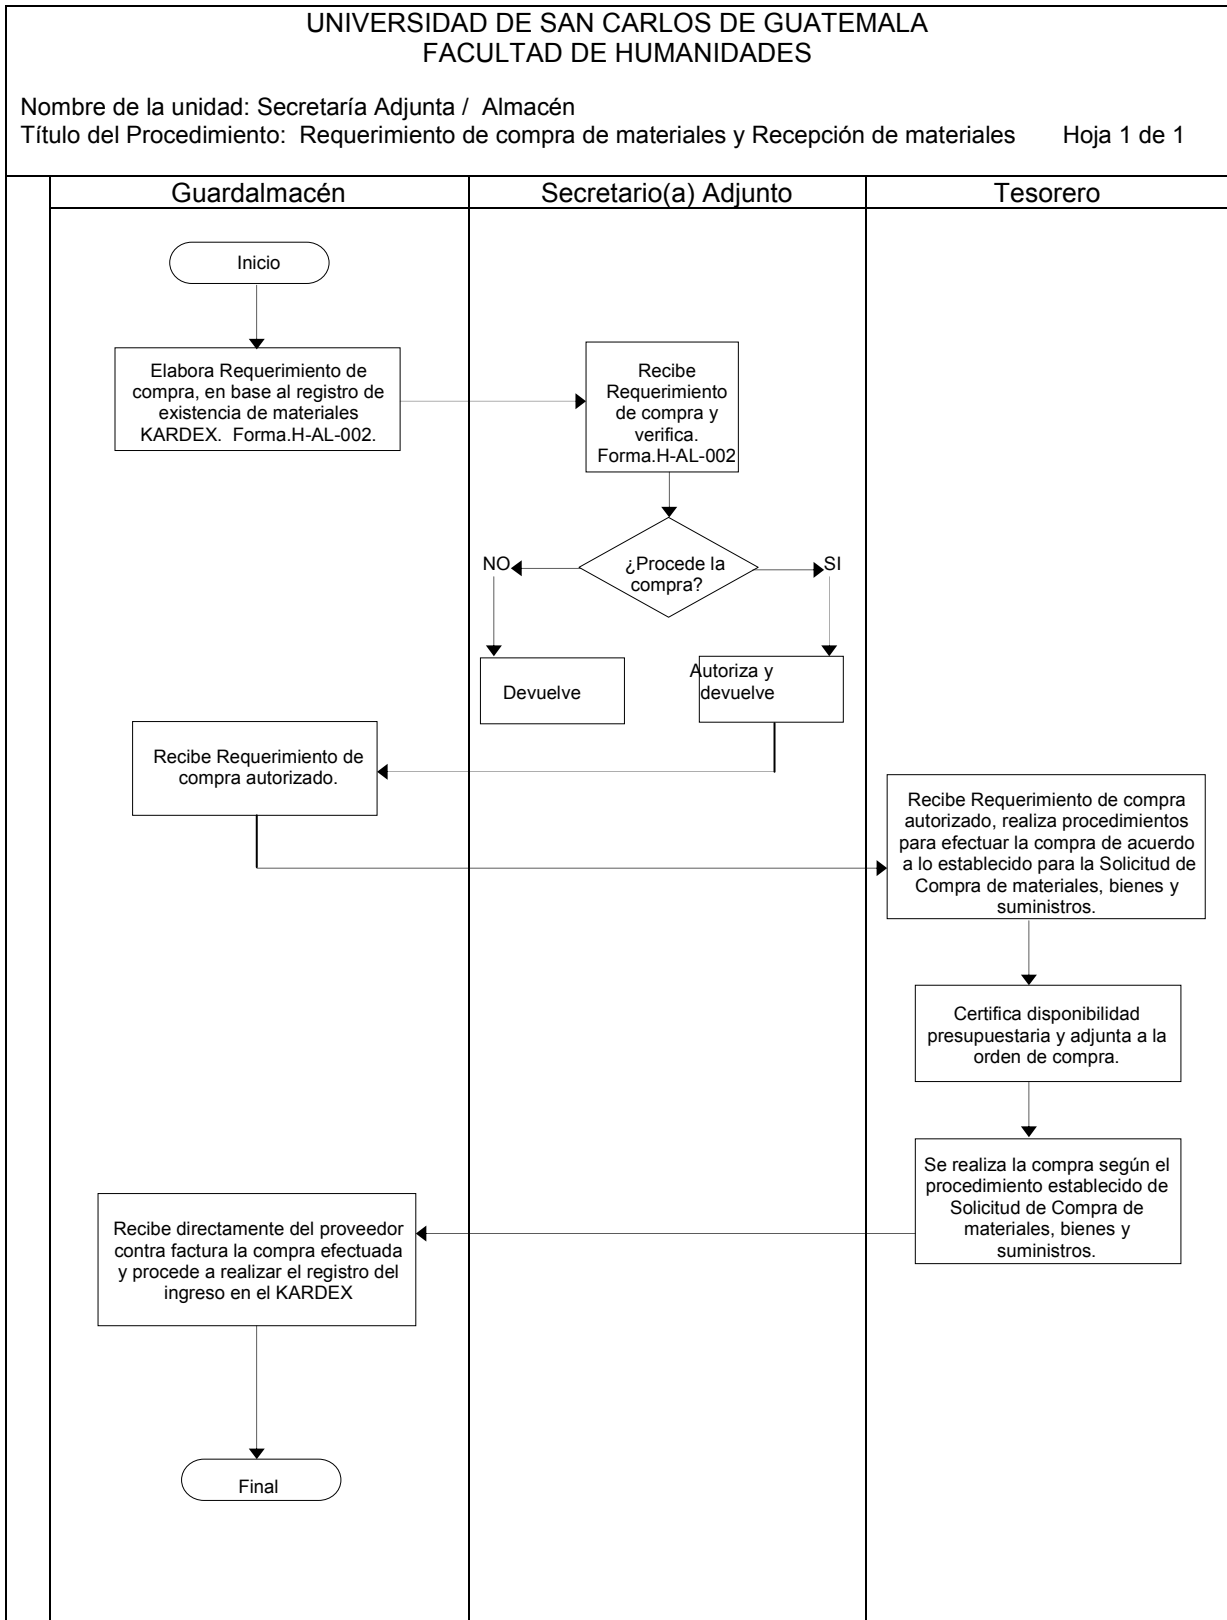 UNIVERSIDAD DE SAN CARLOS DE GUATEMALA
FACULTAD DE HUMANIDADES
Nombre de la unidad: Secretaría Adjunta / Almacén
Título del Procedimiento: Requerimiento de compra de materiales y Recepción de materiales Hoja 1 de 1
Guardalmacén
Secretario(a) Adjunto
Tesorero
Inicio
Elabora Requerimiento de
compra, en base al registro de
existencia de materiales
KARDEX. Forma.H-AL-002.
Recibe
Requerimiento
de compra y
verifica.
Forma.H-AL-002
¿Procede la
compra?
NO
SI
Devuelve
Autoriza y
devuelve
Recibe Requerimiento de
compra autorizado.
Recibe Requerimiento de compra
autorizado, realiza procedimientos
para efectuar la compra de acuerdo
a lo establecido para la Solicitud de
Compra de materiales, bienes y
suministros.
Certifica disponibilidad
presupuestaria y adjunta a la
orden de compra.
Se realiza la compra según el
procedimiento establecido de
Solicitud de Compra de
materiales, bienes y
suministros.
Recibe directamente del proveedor
contra factura la compra efectuada
y procede a realizar el registro del
ingreso en el KARDEX
Final